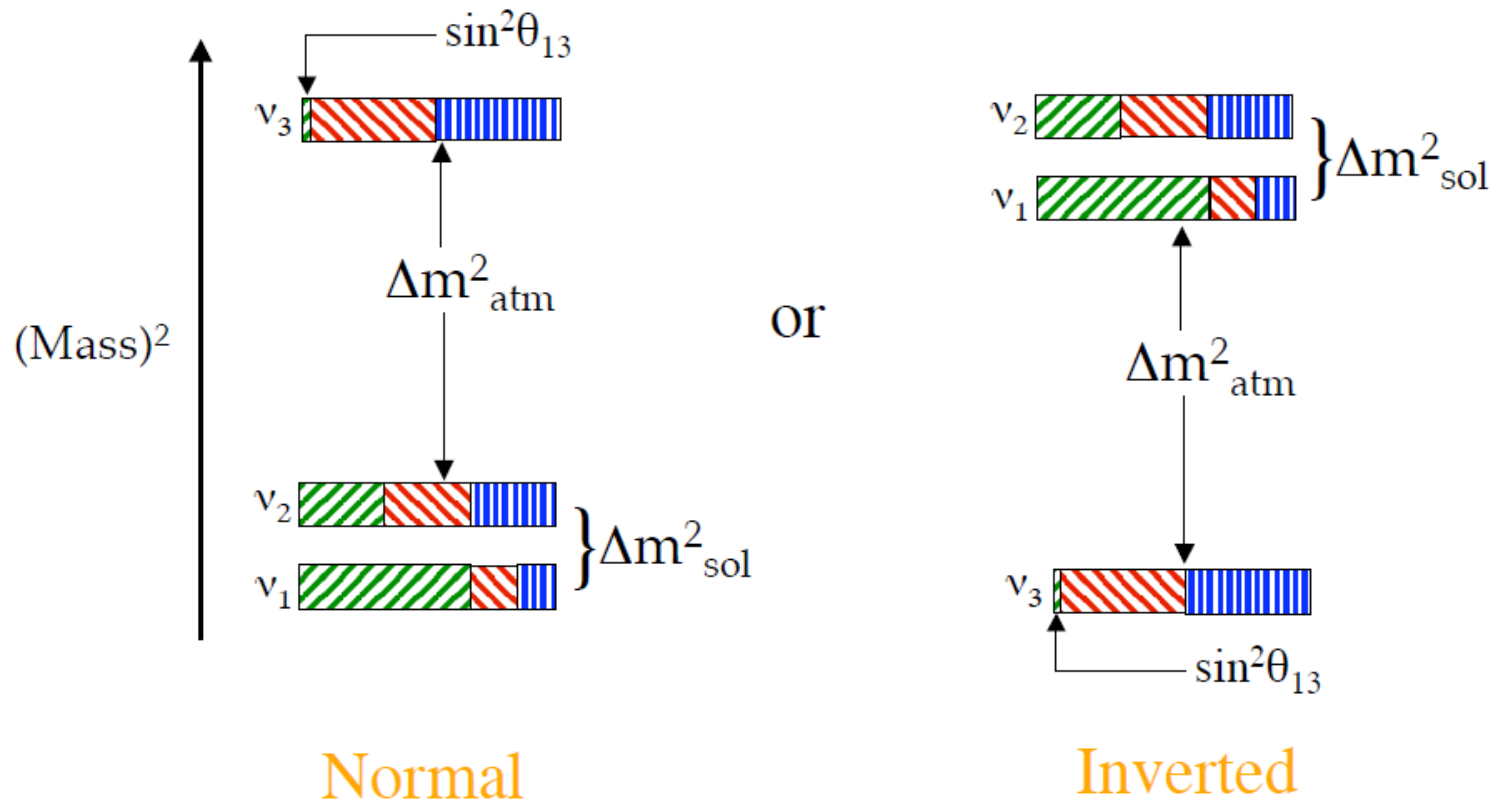 sin²θ₁₃
ν₃
Δm²atm
(Mass)²
ν₂
ν₁
}Δm²sol
Normal
or
ν₂
ν₁
}Δm²sol
Δm²atm
ν₃
sin²θ₁₃
Inverted